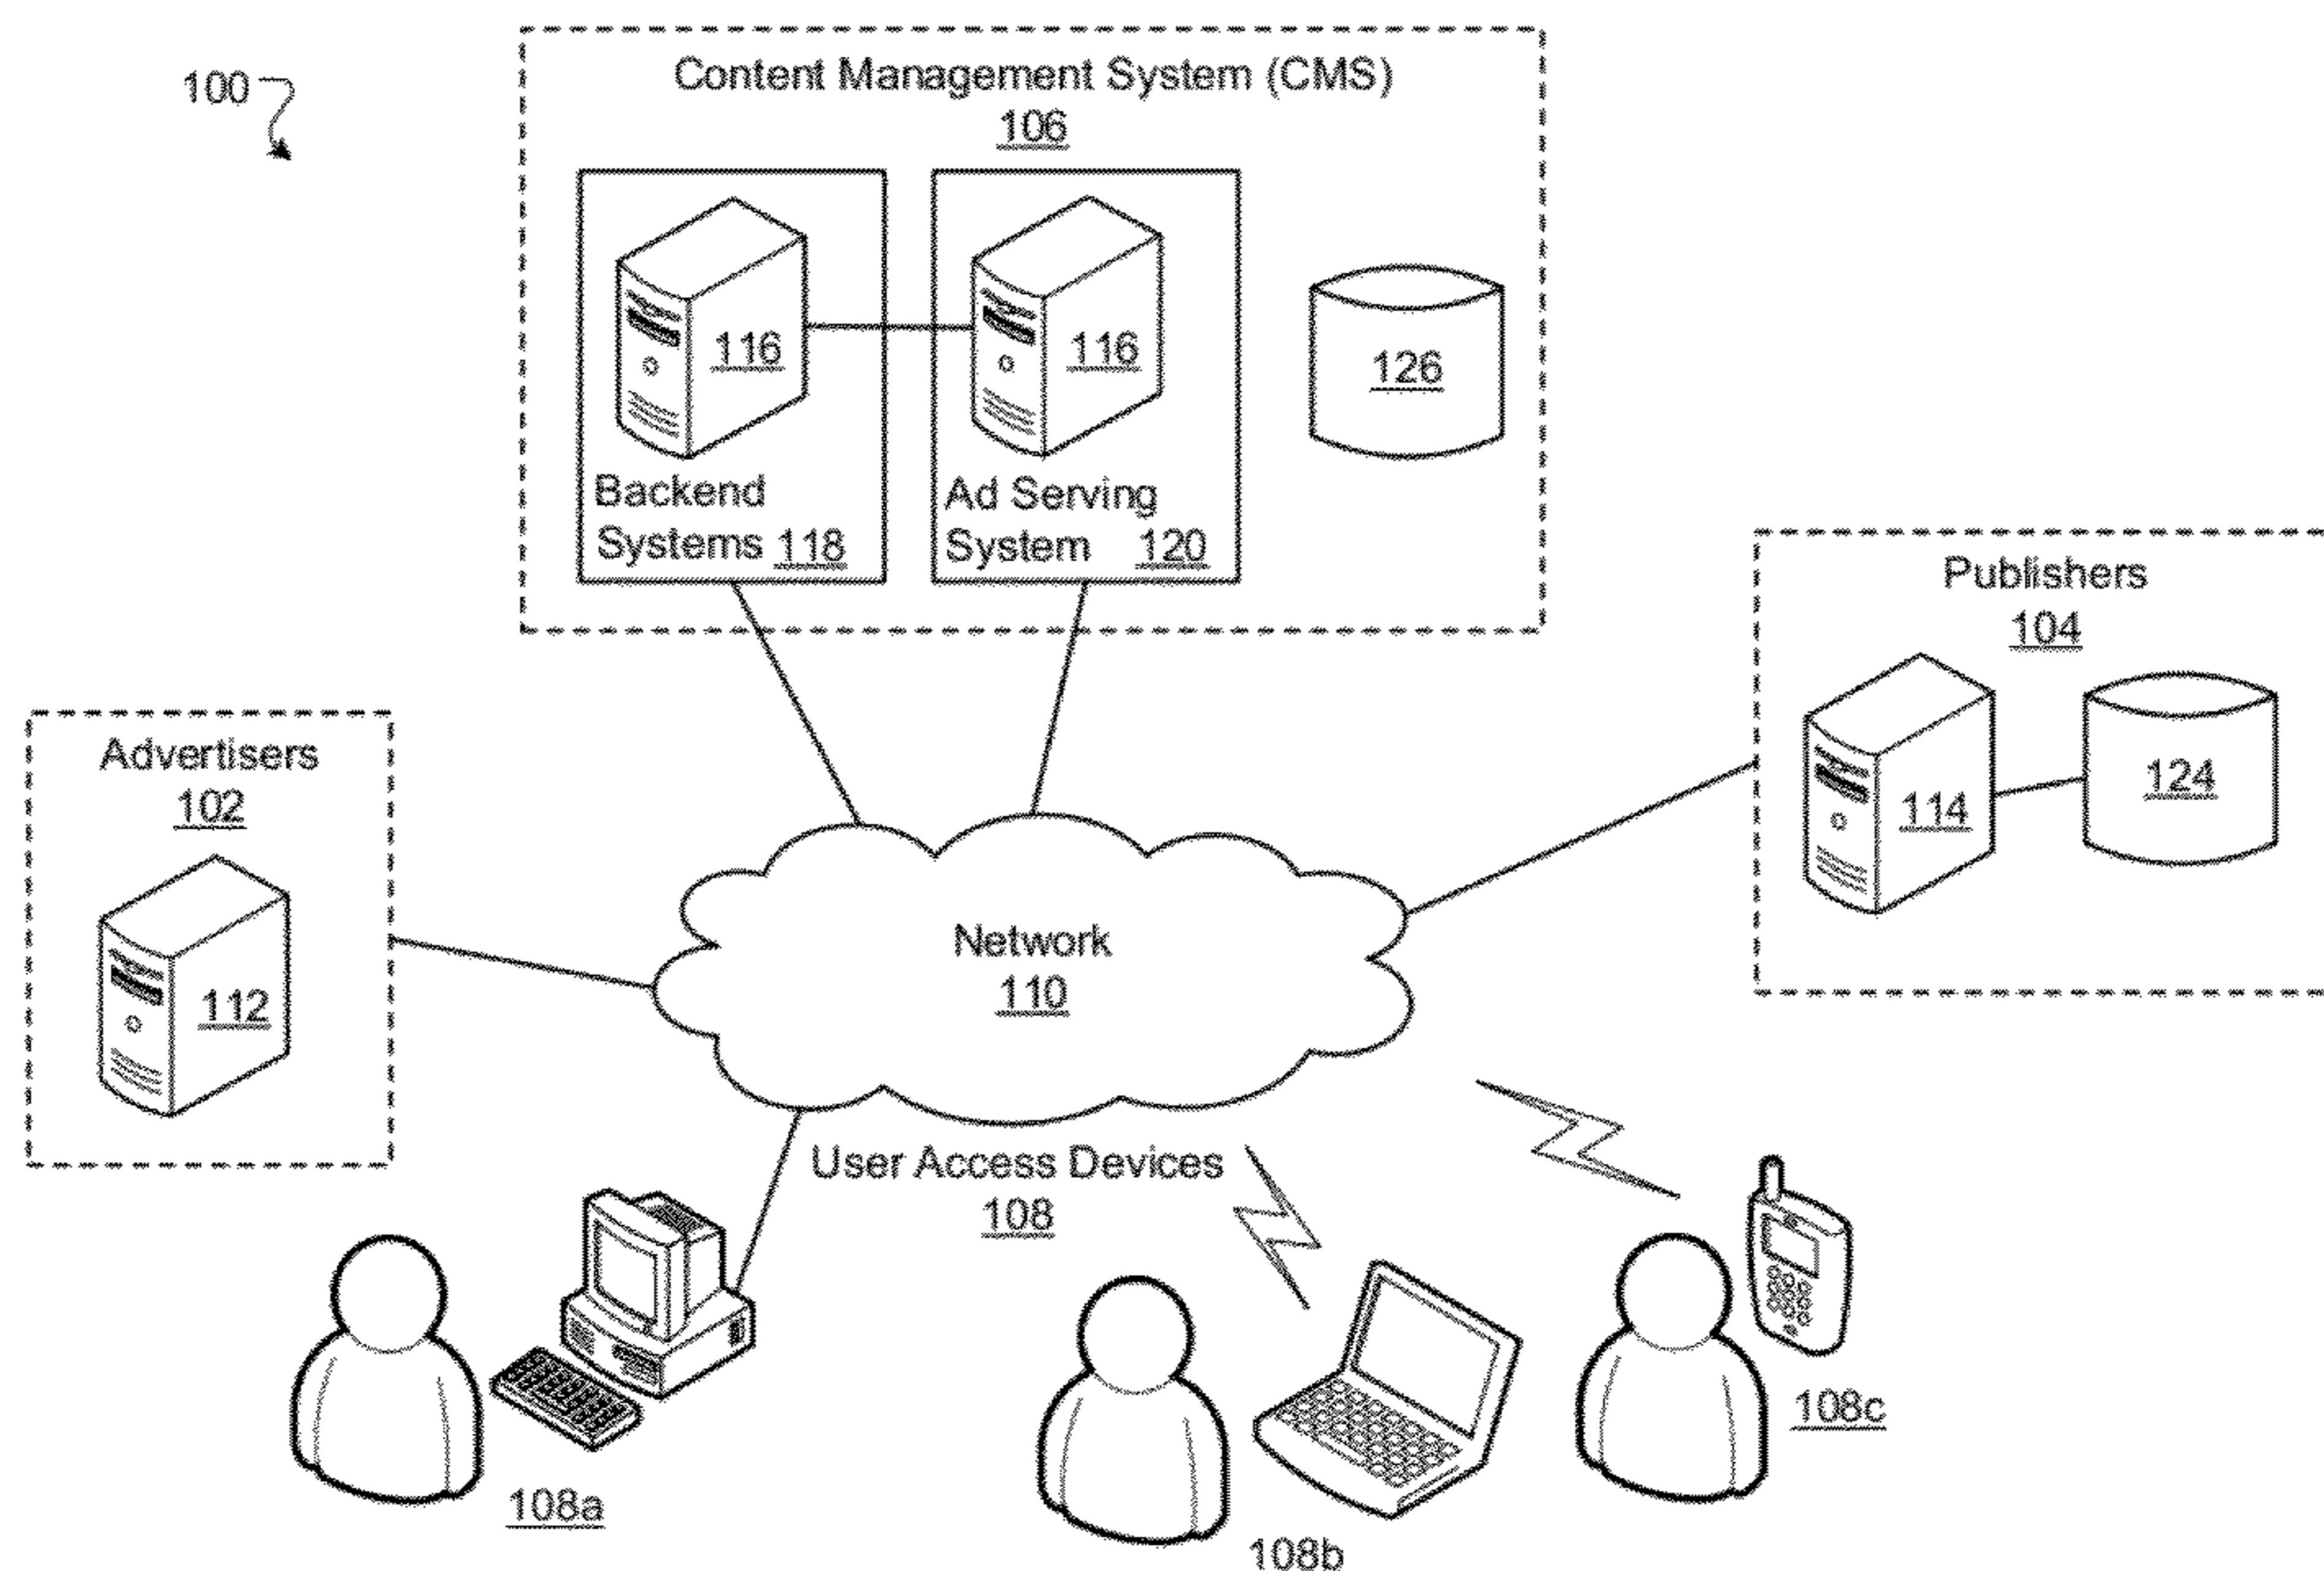 100
Content Management System (CMS)
106
116
116
126
Backend
Systems 118
Ad Serving
System 120
Publishers
104
114
124
Advertisers
102
112
Network
110
User Access Devices
108
108a
108b
108c